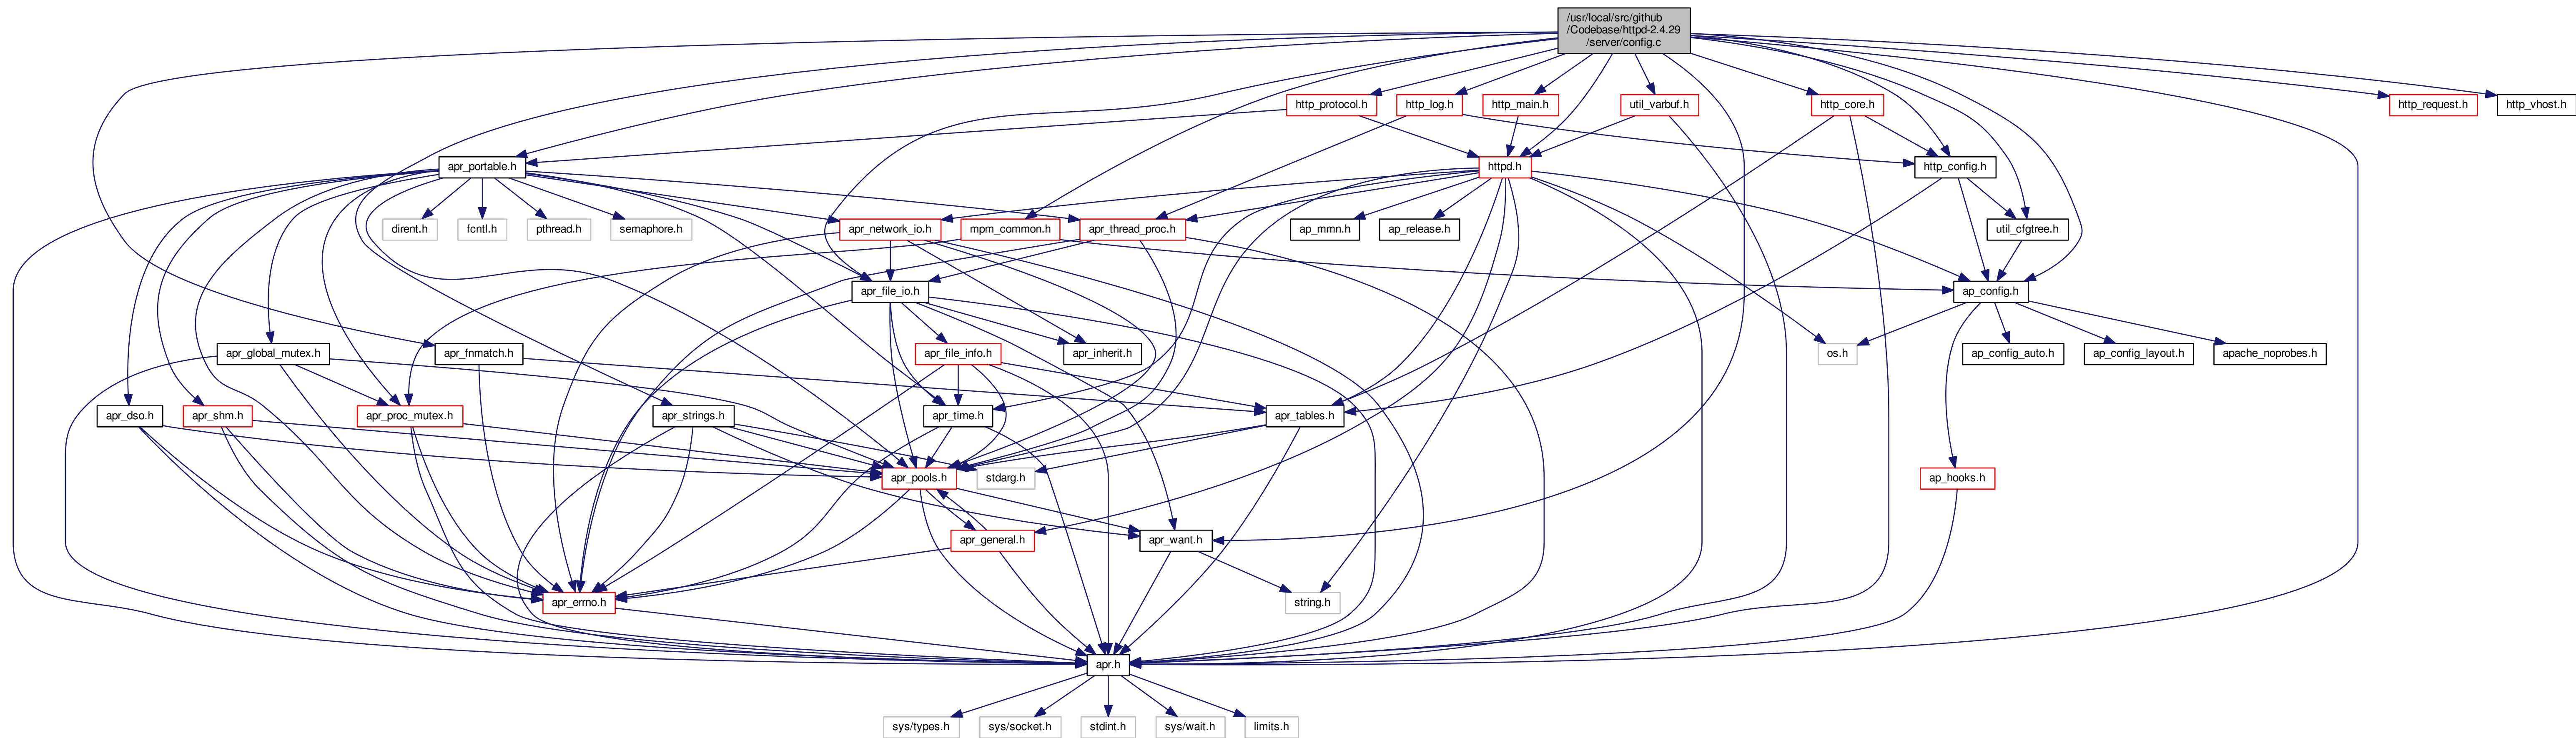 /usr/local/src/github
/Codebase/httpd-2.4.29
/server/config.c
http_protocol.h
http_log.h
http_main.h
util_varbuf.h
http_core.h
http_request.h
http_vhost.h
apr_portable.h
httpd.h
http_config.h
dirent.h
fcntl.h
pthread.h
semaphore.h
apr_network_io.h
mpm_common.h
apr_thread_proc.h
ap_mmn.h
ap_release.h
util_cfgtree.h
apr_file_io.h
ap_config.h
apr_global_mutex.h
apr_fnmatch.h
apr_file_info.h
apr_inherit.h
os.h
ap_config_auto.h
ap_config_layout.h
apache_noprobes.h
apr_dso.h
apr_shm.h
apr_proc_mutex.h
apr_strings.h
apr_time.h
apr_tables.h
apr_pools.h
stdarg.h
ap_hooks.h
apr_general.h
apr_want.h
apr_errno.h
string.h
apr.h
sys/types.h
sys/socket.h
stdint.h
sys/wait.h
limits.h